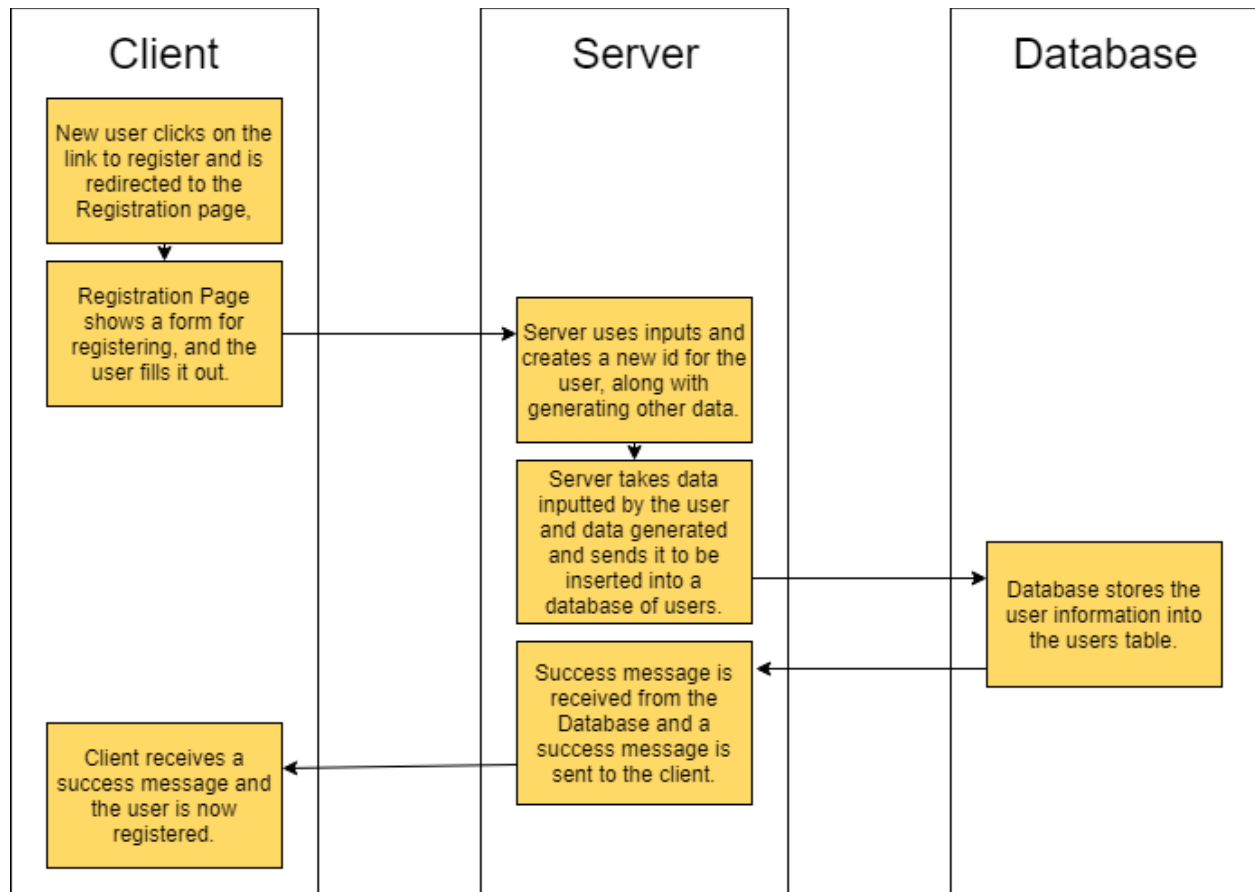 Client
Server
Database
New user clicks on the
link to register and is
redirected to the
Registration page,
Registration Page
shows a form for
registering, and the
user fills it out.
Server uses inputs and
creates a new id for the
user, along with
generating other data.
Server takes data
inputted by the user
and data generated
and sends it to be
inserted into a
database of users.
Database stores the
user information into
the users table.
Success message is
received from the
Database and a
success message is
sent to the client.
Client receives a
success message and
the user is now
registered.